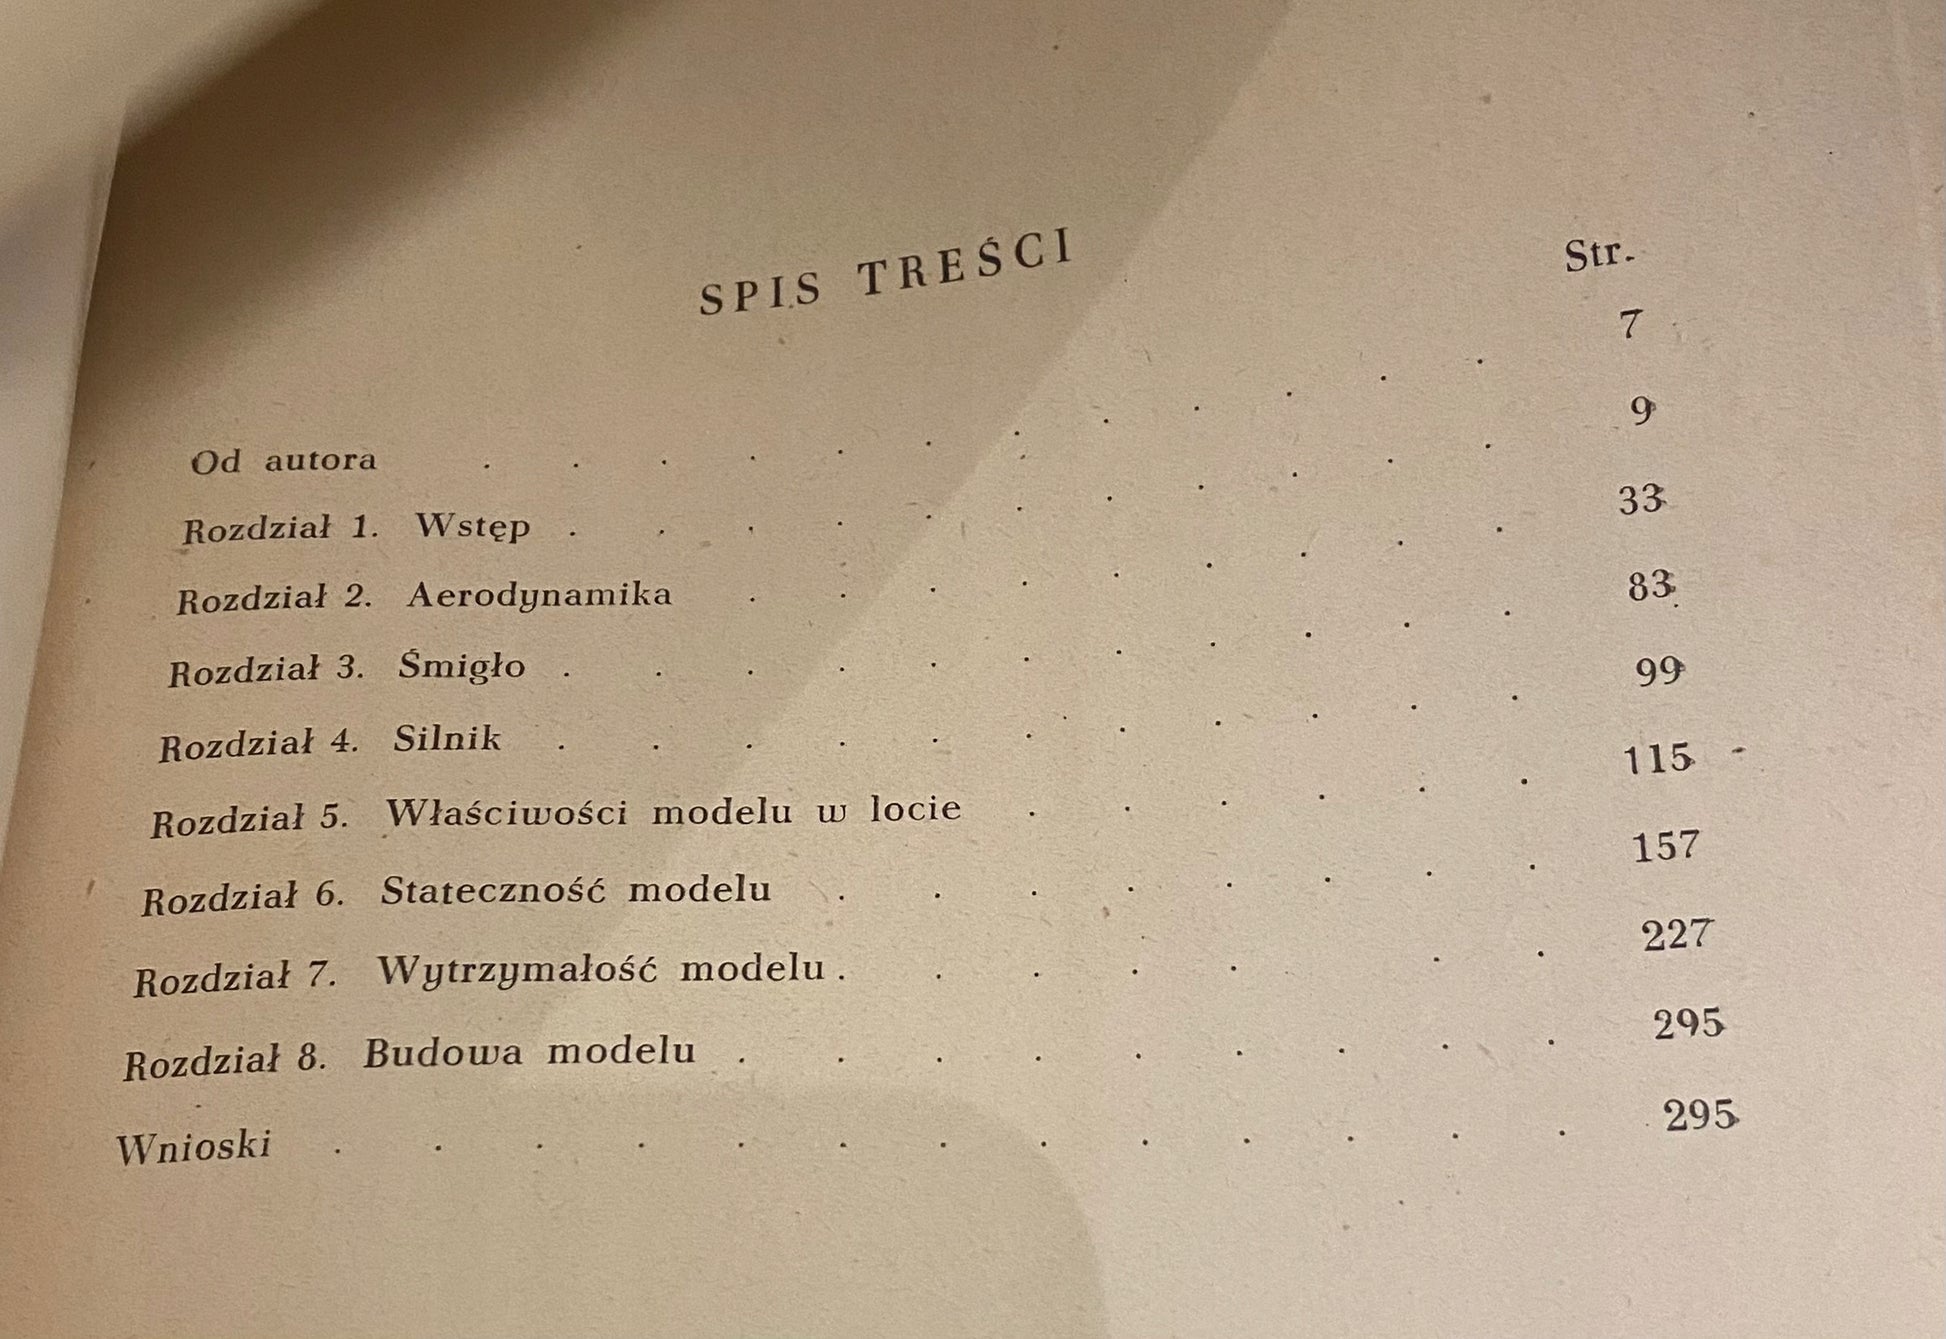 SPIS TREŚCI
Str.
Od autora . . . . . . . . . . . . 7
Rozdział 1. Wstęp . . . . . . . . . . . 9
Rozdział 2. Aerodynamika . . . . . . . . . 33
Rozdział 3. Śmigło . . . . . . . . . . . 83
Rozdział 4. Silnik . . . . . . . . . . . 99
Rozdział 5. Właściwości modelu w locie . . . . . . 115
Rozdział 6. Stateczność modelu . . . . . . . . 157
Rozdział 7. Wytrzymałość modelu . . . . . . . 227
Rozdział 8. Budowa modelu . . . . . . . . . 295
Wnioski . . . . . . . . . . . . . 295